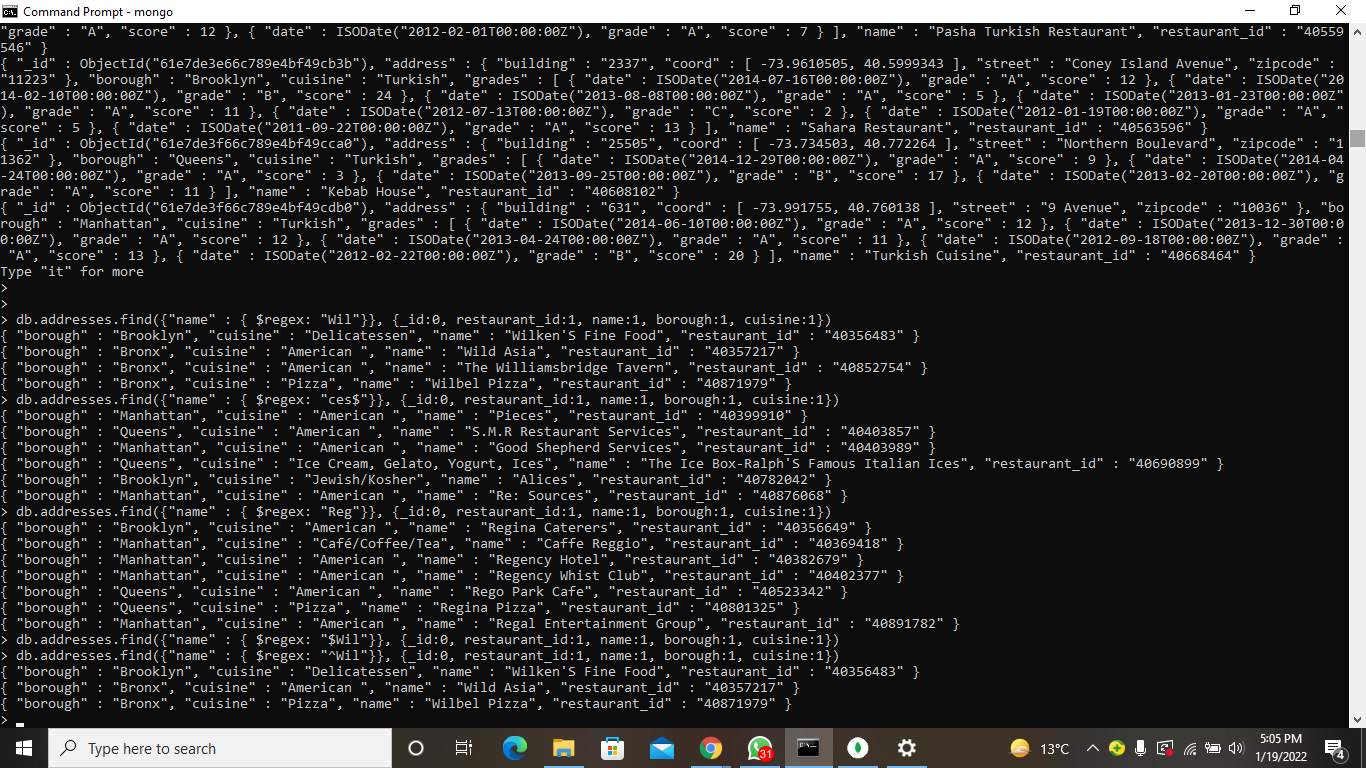 Command Prompt - mongo
"grade" : "A", "score" : 12 }, { "date" : ISODate("2012-02-01T00:00:00Z"), "grade" : "A", "score" : 7 } ], "name" : "Pasha Turkish Restaurant", "restaurant_id" : "40559
546" }
{ "_id" : ObjectId("61e7de3e66c789e4bf49cb3b"), "address" : { "building" : "2337", "coord" : [ -73.9610505, 40.5999343 ], "street" : "Coney Island Avenue", "zipcode" :
"11223" }, "borough" : "Brooklyn", "cuisine" : "Turkish", "grades" : [ { "date" : ISODate("2014-07-16T00:00:00Z"), "grade" : "A", "score" : 12 }, { "date" : ISODate("20
14-02-10T00:00:00Z"), "grade" : "B", "score" : 24 }, { "date" : ISODate("2013-08-08T00:00:00Z"), "grade" : "A", "score" : 5 }, { "date" : ISODate("2013-01-23T00:00:00Z"
), "grade" : "A", "score" : 11 }, { "date" : ISODate("2012-07-13T00:00:00Z"), "grade" : "C", "score" : 2 }, { "date" : ISODate("2012-01-19T00:00:00Z"), "grade" : "A", "
score" : 5 }, { "date" : ISODate("2011-09-22T00:00:00Z"), "grade" : "A", "score" : 13 } ], "name" : "Sahara Restaurant", "restaurant_id" : "40563596" }
{ "_id" : ObjectId("61e7de3f66c789e4bf49cca0"), "address" : { "building" : "25505", "coord" : [ -73.734503, 40.772264 ], "street" : "Northern Boulevard", "zipcode" : "1
1362" }, "borough" : "Queens", "cuisine" : "Turkish", "grades" : [ { "date" : ISODate("2014-12-29T00:00:00Z"), "grade" : "A", "score" : 9 }, { "date" : ISODate("2014-04
-24T00:00:00Z"), "grade" : "A", "score" : 3 }, { "date" : ISODate("2013-09-25T00:00:00Z"), "grade" : "B", "score" : 17 }, { "date" : ISODate("2013-02-20T00:00:00Z"), "g
rade" : "A", "score" : 11 } ], "name" : "Kebab House", "restaurant_id" : "40608102" }
{ "_id" : ObjectId("61e7de3f66c789e4bf49cdb0"), "address" : { "building" : "631", "coord" : [ -73.991755, 40.760138 ], "street" : "9 Avenue", "zipcode" : "10036" }, "bo
rough" : "Manhattan", "cuisine" : "Turkish", "grades" : [ { "date" : ISODate("2014-06-10T00:00:00Z"), "grade" : "A", "score" : 12 }, { "date" : ISODate("2013-12-30T00:0
0:00Z"), "grade" : "A", "score" : 12 }, { "date" : ISODate("2013-04-24T00:00:00Z"), "grade" : "A", "score" : 11 }, { "date" : ISODate("2012-09-18T00:00:00Z"), "grade" :
"A", "score" : 13 }, { "date" : ISODate("2012-02-22T00:00:00Z"), "grade" : "B", "score" : 20 } ], "name" : "Turkish Cuisine", "restaurant_id" : "40668464" }
Type "it" for more
>
>
> db.addresses.find({"name" : { $regex: "Wil"}}, {_id:0, restaurant_id:1, name:1, borough:1, cuisine:1})
{ "borough" : "Brooklyn", "cuisine" : "Delicatessen", "name" : "Wilken'S Fine Food", "restaurant_id" : "40356483" }
{ "borough" : "Bronx", "cuisine" : "American ", "name" : "Wild Asia", "restaurant_id" : "40357217" }
{ "borough" : "Bronx", "cuisine" : "American ", "name" : "The Williamsbridge Tavern", "restaurant_id" : "40852754" }
{ "borough" : "Bronx", "cuisine" : "Pizza", "name" : "Wilbel Pizza", "restaurant_id" : "40871979" }
> db.addresses.find({"name" : { $regex: "ces$"}}, {_id:0, restaurant_id:1, name:1, borough:1, cuisine:1})
{ "borough" : "Manhattan", "cuisine" : "American ", "name" : "Pieces", "restaurant_id" : "40399910" }
{ "borough" : "Queens", "cuisine" : "American ", "name" : "S.M.R Restaurant Services", "restaurant_id" : "40403857" }
{ "borough" : "Manhattan", "cuisine" : "American ", "name" : "Good Shepherd Services", "restaurant_id" : "40403989" }
{ "borough" : "Queens", "cuisine" : "Ice Cream, Gelato, Yogurt, Ices", "name" : "The Ice Box-Ralph'S Famous Italian Ices", "restaurant_id" : "40690899" }
{ "borough" : "Brooklyn", "cuisine" : "Jewish/Kosher", "name" : "Alices", "restaurant_id" : "40782042" }
{ "borough" : "Manhattan", "cuisine" : "American ", "name" : "Re: Sources", "restaurant_id" : "40876068" }
> db.addresses.find({"name" : { $regex: "Reg"}}, {_id:0, restaurant_id:1, name:1, borough:1, cuisine:1})
{ "borough" : "Brooklyn", "cuisine" : "American ", "name" : "Regina Caterers", "restaurant_id" : "40356649" }
{ "borough" : "Manhattan", "cuisine" : "Café/Coffee/Tea", "name" : "Caffe Reggio", "restaurant_id" : "40369418" }
{ "borough" : "Manhattan", "cuisine" : "American ", "name" : "Regency Hotel", "restaurant_id" : "40382679" }
{ "borough" : "Manhattan", "cuisine" : "American ", "name" : "Regency Whist Club", "restaurant_id" : "40402377" }
{ "borough" : "Queens", "cuisine" : "American ", "name" : "Rego Park Cafe", "restaurant_id" : "40523342" }
{ "borough" : "Queens", "cuisine" : "Pizza", "name" : "Regina Pizza", "restaurant_id" : "40801325" }
{ "borough" : "Manhattan", "cuisine" : "American ", "name" : "Regal Entertainment Group", "restaurant_id" : "40891782" }
> db.addresses.find({"name" : { $regex: "$Wil"}}, {_id:0, restaurant_id:1, name:1, borough:1, cuisine:1})
> db.addresses.find({"name" : { $regex: "^Wil"}}, {_id:0, restaurant_id:1, name:1, borough:1, cuisine:1})
{ "borough" : "Brooklyn", "cuisine" : "Delicatessen", "name" : "Wilken'S Fine Food", "restaurant_id" : "40356483" }
{ "borough" : "Bronx", "cuisine" : "American ", "name" : "Wild Asia", "restaurant_id" : "40357217" }
{ "borough" : "Bronx", "cuisine" : "Pizza", "name" : "Wilbel Pizza", "restaurant_id" : "40871979" }
>
Type here to search
31
13°C
5:05 PM
1/19/2022
4